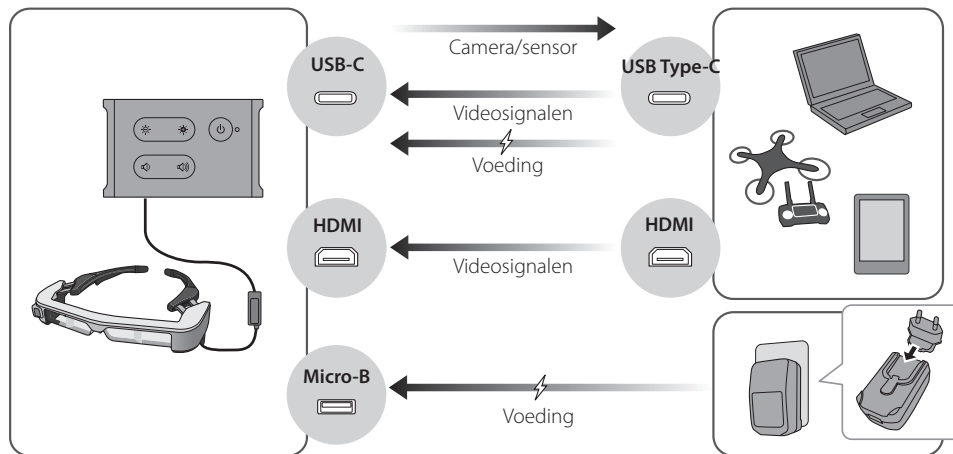 Camera/sensor
USB-C
USB Type-C
Videosignalen
Voeding
HDMI
HDMI
Videosignalen
Micro-B
Voeding